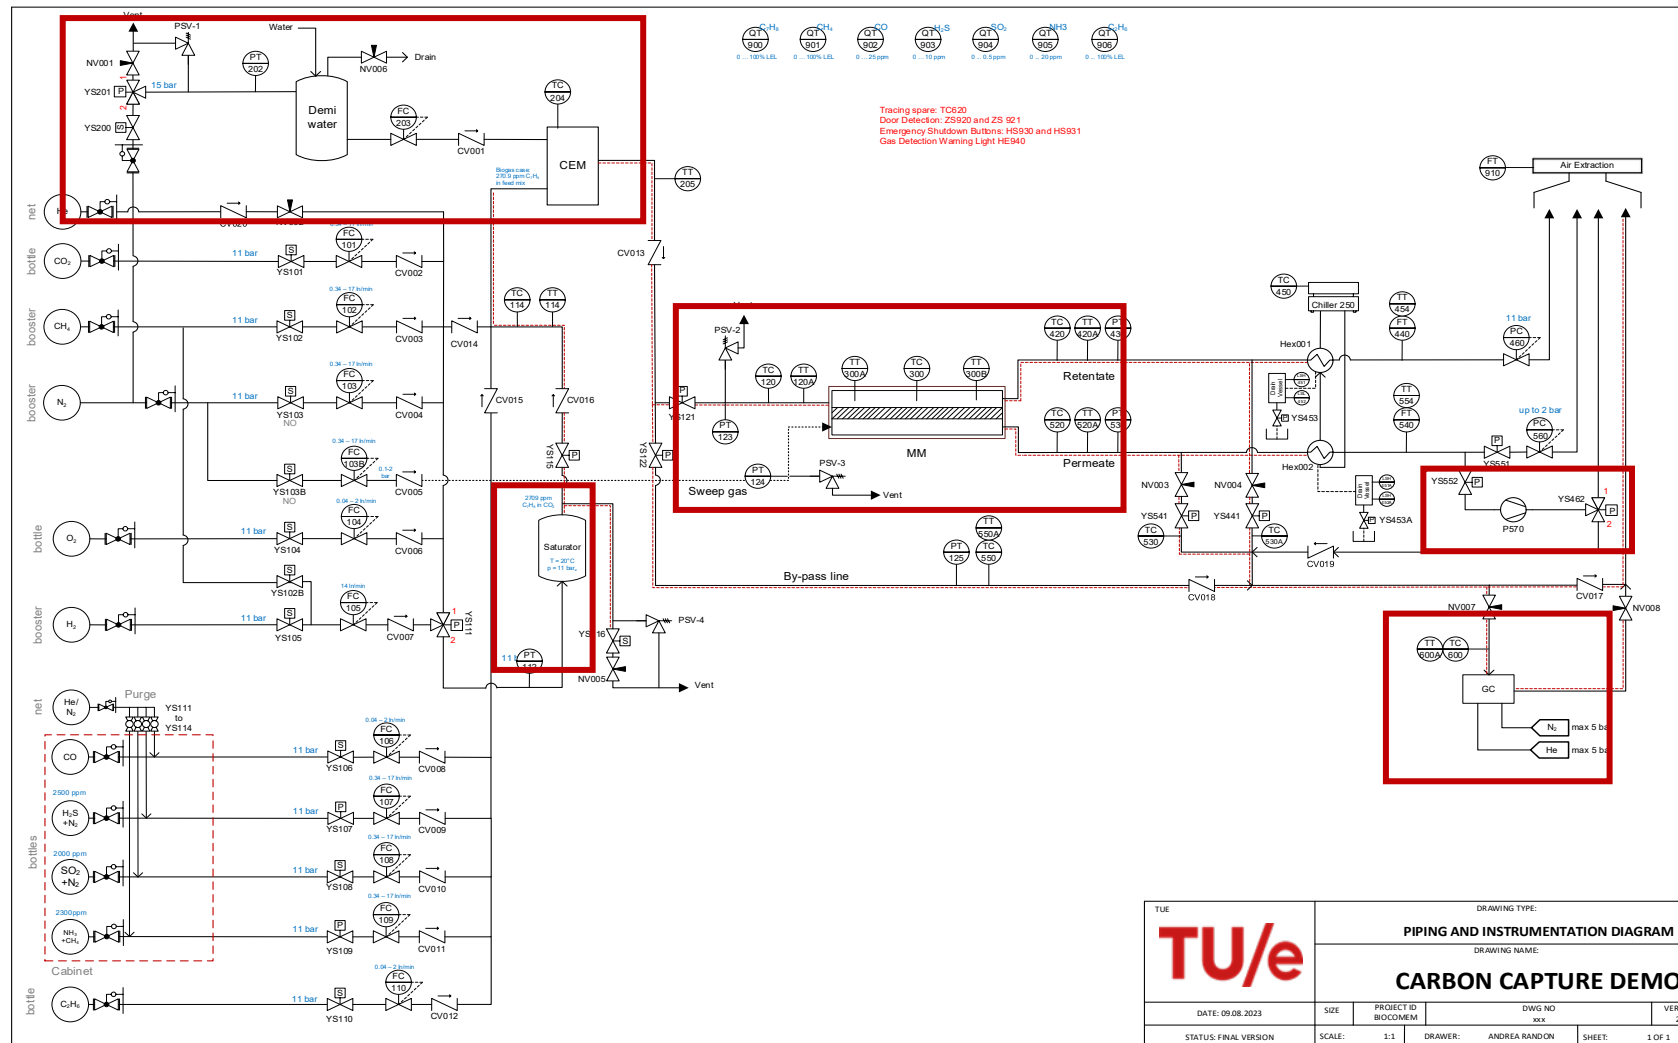 Vent
PSV-1
Water
NV001
PT
202
NV006
Drain
YS201
P
1
2
15 bar
YS200
S
Demi
water
FC
203
CV001
TC
204
CEM
Biogas case:
in feed mix
TT
205
C₇H₈
QT
900
0 ... 100% LEL
CH₄
QT
901
0 ... 100% LEL
CO
QT
902
0 ... 25 ppm
H₂S
QT
903
0 ... 10 ppm
SO₂
QT
904
0 ... 0.5 ppm
NH3
QT
905
0 ... 20 ppm
QT
906
0 ... 100% LEL
Tracing spare: TC620
Door Detection: ZS920 and ZS 921
Emergency Shutdown Buttons: HS930 and HS931
Gas Detection Warning Light HE940
FT
910
Air Extraction
net
He
CV020
bottle
CO₂
11 bar
S
YS101
0.34 – 17 ln/min
FC
101
CV002
booster
CH₄
11 bar
S
YS102
0.34 – 17 ln/min
FC
102
CV003
CV014
TC
114
TT
114
booster
N₂
11 bar
S
YS103
NO
0.34 – 17 ln/min
FC
103
CV004
S
YS103B
NO
0.34 – 17 ln/min
FC
103B
0.1-2
bar
CV005
bottle
O₂
11 bar
S
YS104
0.04 – 2 ln/min
FC
104
CV006
S
YS102B
booster
H₂
11 bar
S
YS105
14 ln/min
FC
105
CV007
1
P
YS111
2
CV015
CV016
YS115
P
CV013
YS122
P
2709 ppm
Saturator
T = 20°C
p = 11 barₐ
PT
112
S
NV005
PSV-4
Vent
P
YS121
PSV-2
PT
123
TC
120
TT
120A
TT
300A
TC
300
TT
300B
MM
TC
420
TT
420A
Retentate
TC
520
TT
520A
Permeate
PT
124
PSV-3
Vent
Sweep gas
TC
450
Chiller 250
Hex001
Hex002
Drain
Vessel
YS453
P
Drain
Vessel
YS453A
P
TT
454
FT
440
11 bar
PC
460
TT
554
FT
540
up to 2 bar
PC
560
P
YS551
YS552
P
P570
YS462
1
P
2
NV003
NV004
YS541
P
YS441
P
TC
530
TC
530A
CV019
PT
125
TT
550A
TC
550
By-pass line
CV018
CV017
NV007
NV008
TT
600A
TC
600
GC
N₂
max 5 ba
He
max 5 ba
net
He/
N₂
Purge
YS111
to
YS114
bottles
CO
11 bar
S
YS106
0.04 – 2 ln/min
FC
106
CV008
2500 ppm
H₂S
+N₂
11 bar
P
YS107
0.34 – 17 ln/min
FC
107
CV009
2000 ppm
SO₂
+N₂
11 bar
S
YS108
0.34 – 17 ln/min
FC
108
CV010
2300ppm
NH₃
+CH₄
11 bar
P
YS109
0.34 – 17 ln/min
FC
109
CV011
Cabinet
bottle
C₂H₆
11 bar
S
YS110
0.04 – 2 ln/min
FC
110
CV012
TUE
TU/e
DRAWING TYPE:
PIPING AND INSTRUMENTATION DIAGRAM
DRAWING NAME:
CARBON CAPTURE DEMO
DATE: 09.08.2023
SIZE
PROJECT ID
BIOCOMEM
DWG NO
xxx
VER
STATUS: FINAL VERSION
SCALE:
1:1
DRAWER:
ANDREA RANDON
SHEET:
1 OF 1